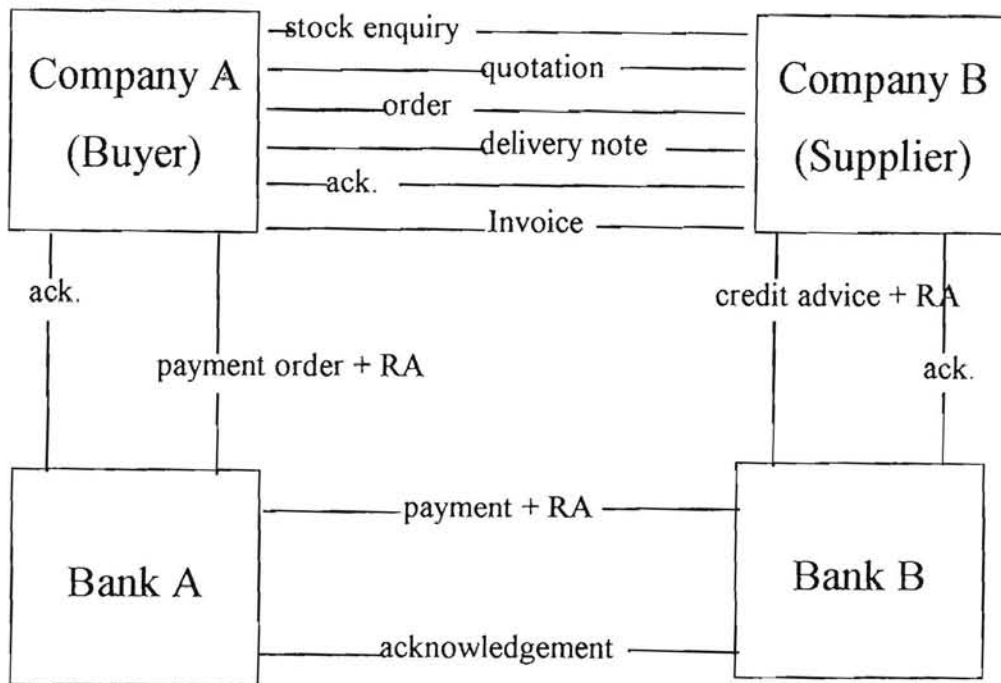 stock enquiry
Company A
(Buyer)
quotation
order
delivery note
ack.
Invoice
Company B
(Supplier)
ack.
payment order + RA
credit advice + RA
ack.
Bank A
payment + RA
acknowledgement
Bank B